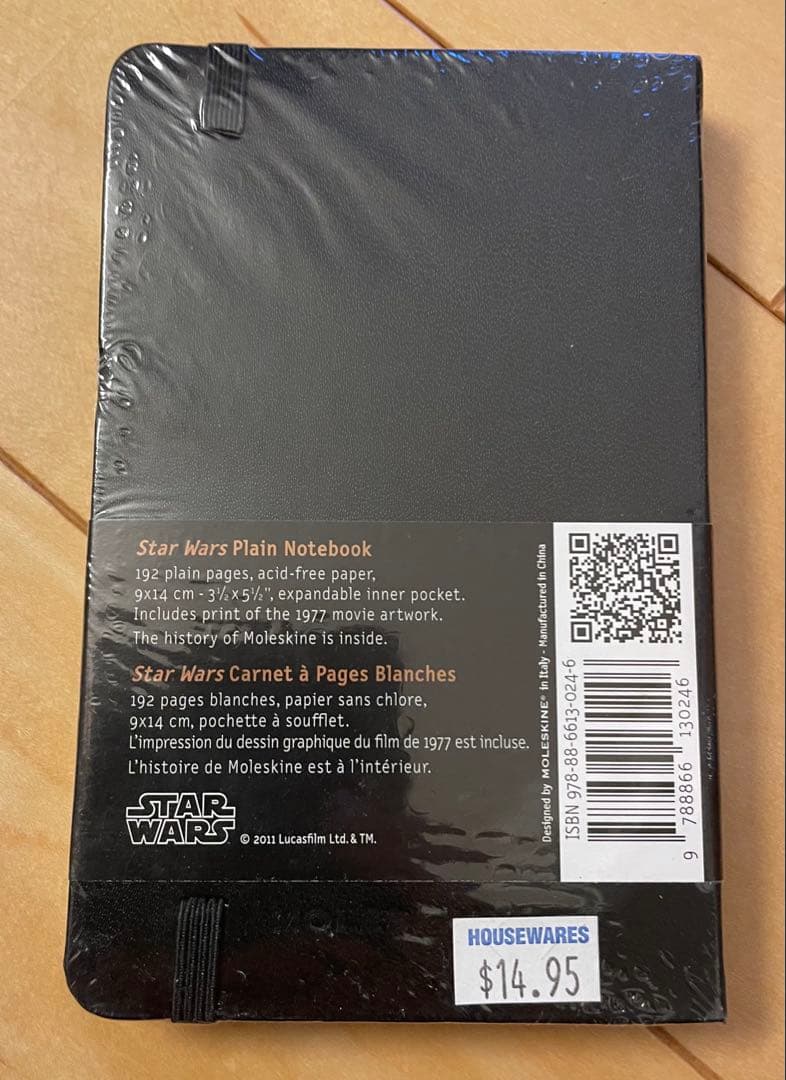 Star Wars Plain Notebook
192 plain pages, acid-free paper,
9x14 cm - 3½ x 5½", expandable inner pocket.
Includes print of the 1977 movie artwork.
The history of Moleskine is inside.
Star Wars Carnet à Pages Blanches
192 pages blanches, papier sans chlore,
9x14 cm, pochette à soufflet.
L'impression du dessin graphique du film de 1977 est incluse.
L'histoire de Moleskine est à l'intérieur.
STAR
WARS
© 2011 Lucasfilm Ltd. & TM.
Designed by MOLESKINE® in Italy - Manufactured in China
ISBN 978-88-6613-024-6
9 788866 130246
HOUSEWARES
$14.95